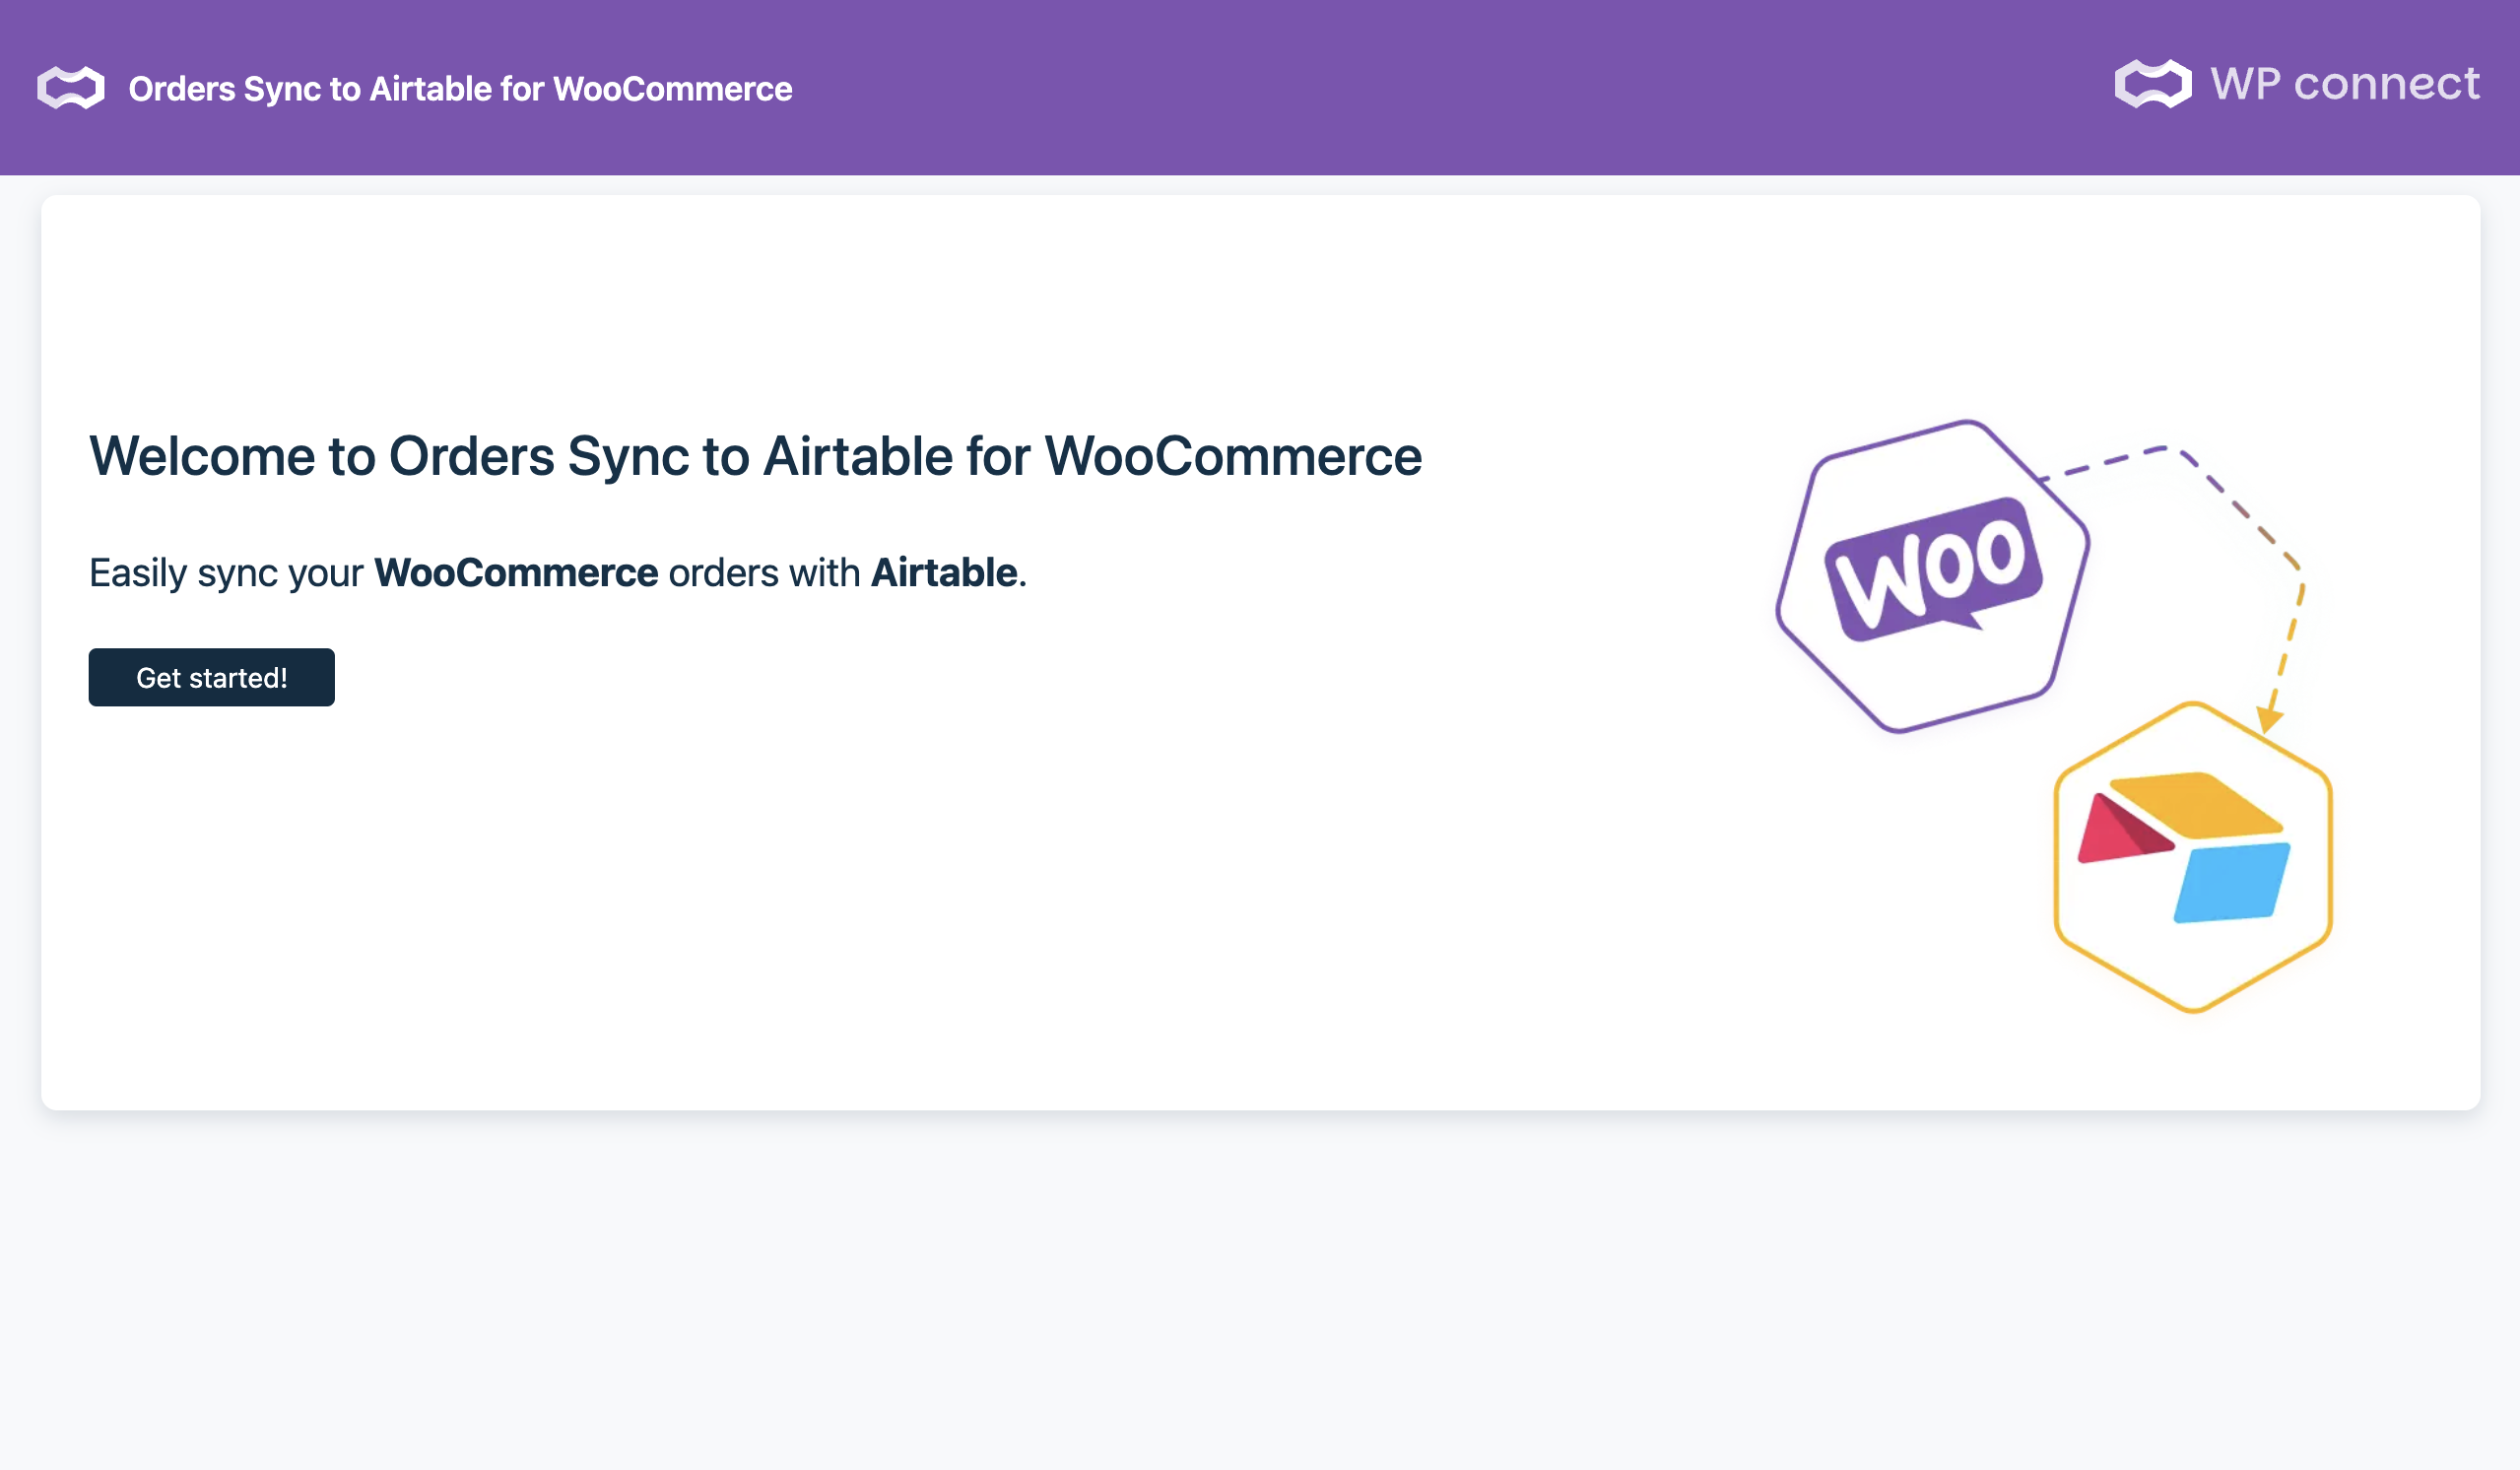 Orders Sync to Airtable for WooCommerce
WP connect
Welcome to Orders Sync to Airtable for WooCommerce
Easily sync your WooCommerce orders with Airtable.
Get started!
Woo